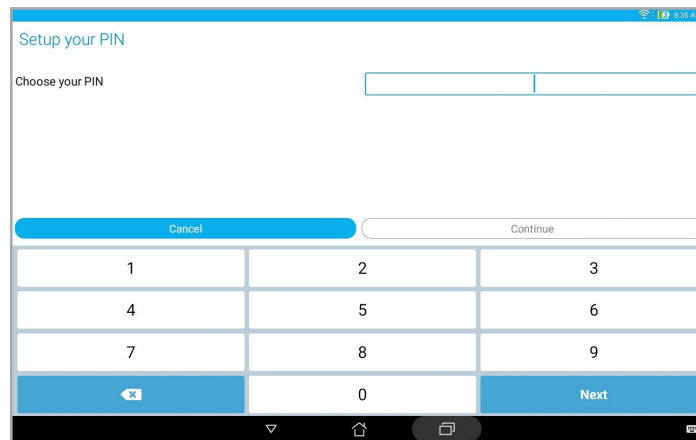 8:36 A
Setup your PIN
Choose your PIN
Cancel Continue
1 2 3
4 5 6
7 8 9
0 Next